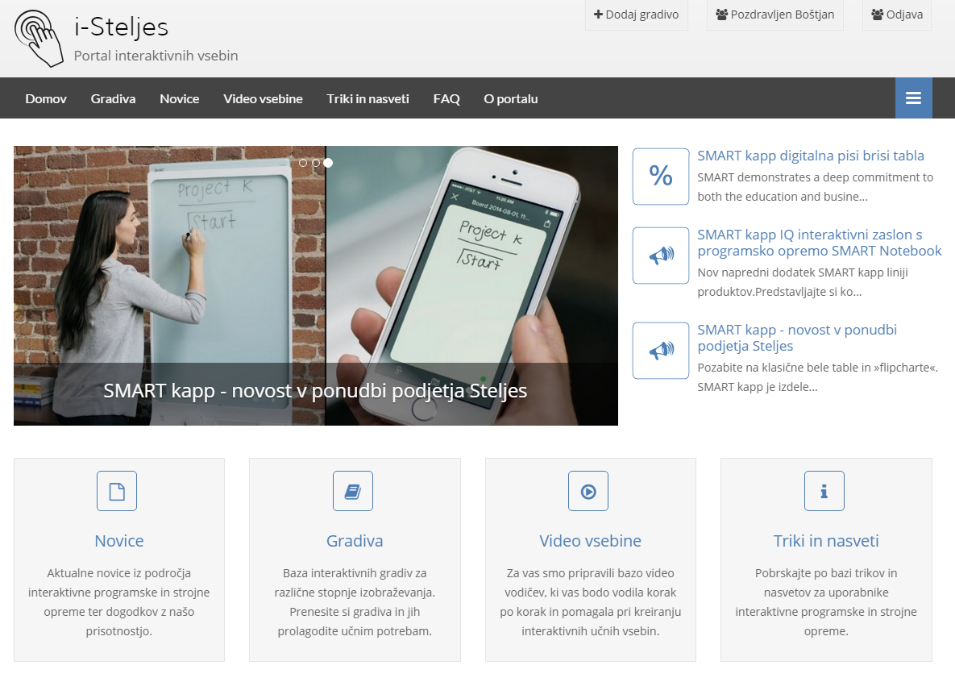 i-Steljes
Portal interaktivnih vsebin
Dodaj gradivo
Pozdravljen Boštjan
Odjava
Domov
Gradiva
Novice
Video vsebine
Triki in nasveti
FAQ
O portalu
Project K
Start
Board 2014-08-01, 11...
Project K
Start
SMART kapp - novost v ponudbi podjetja Steljes
%
SMART kapp digitalna pisi brisi tabla
SMART demonstrates a deep commitment to
both the education and busine...
SMART kapp IQ interaktivni zaslon s
programsko opremo SMART Notebook
Nov napredni dodatek SMART kapp liniji
produktov.Predstavljajte si ko...
SMART kapp - novost v ponudbi
podjetja Steljes
Pozabite na klasične bele table in »flipcharte«.
SMART kapp je izdele...
Novice
Aktualne novice iz področja
interaktivne programske in strojne
opreme ter dogodkov z našo
prisotnostjo.
Gradiva
Baza interaktivnih gradiv za
različne stopnje izobraževanja.
Prenesite si gradiva in jih
prolagodite učnim potrebam.
Video vsebine
Za vas smo pripravili bazo video
vodičev, ki vas bodo vodila korak
po korak in pomagala pri kreiranju
interaktivnih učnih vsebin.
Triki in nasveti
Pobrskajte po bazi trikov in
nasvetov za uporabnike
interaktivne programske in strojne
opreme.